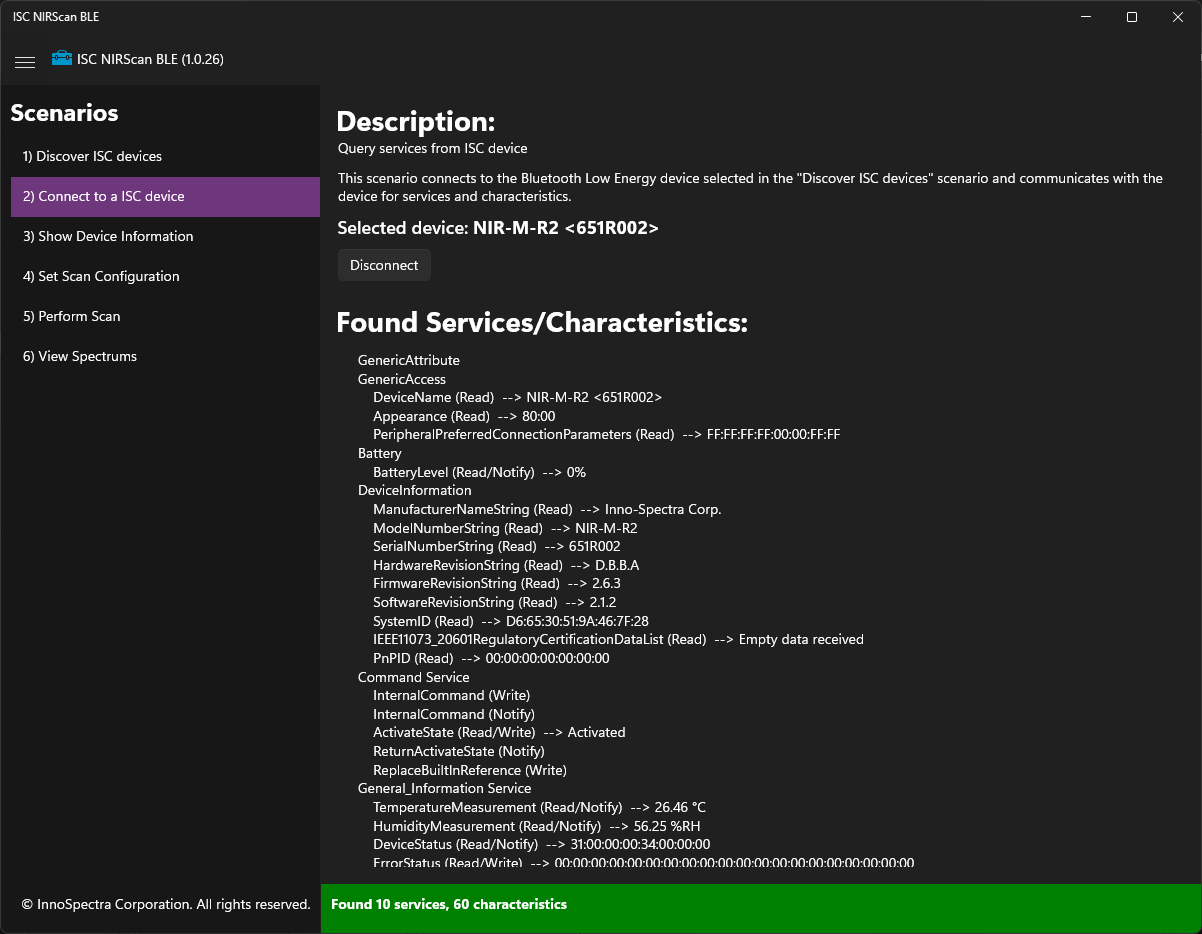 ISC NIRScan BLE
ISC NIRScan BLE (1.0.26)
Scenarios
1) Discover ISC devices
2) Connect to a ISC device
3) Show Device Information
4) Set Scan Configuration
5) Perform Scan
6) View Spectrums
© InnoSpectra Corporation. All rights reserved.
Description:
Query services from ISC device
This scenario connects to the Bluetooth Low Energy device selected in the "Discover ISC devices" scenario and communicates with the
device for services and characteristics.
Selected device: NIR-M-R2 <651R002>
Disconnect
Found Services/Characteristics:
GenericAttribute
GenericAccess
DeviceName (Read) --> NIR-M-R2 <651R002>
Appearance (Read) --> 80:00
PeripheralPreferredConnectionParameters (Read) --> FF:FF:FF:FF:00:00:FF:FF
Battery
BatteryLevel (Read/Notify) --> 0%
DeviceInformation
ManufacturerNameString (Read) --> Inno-Spectra Corp.
ModelNumberString (Read) --> NIR-M-R2
SerialNumberString (Read) --> 651R002
HardwareRevisionString (Read) --> D.B.B.A
FirmwareRevisionString (Read) --> 2.6.3
SoftwareRevisionString (Read) --> 2.1.2
SystemID (Read) --> D6:65:30:51:9A:46:7F:28
IEEE11073_20601RegulatoryCertificationDataList (Read) --> Empty data received
PnPID (Read) --> 00:00:00:00:00:00:00
Command Service
InternalCommand (Write)
InternalCommand (Notify)
ActivateState (Read/Write) --> Activated
ReturnActivateState (Notify)
ReplaceBuiltInReference (Write)
General_Information Service
TemperatureMeasurement (Read/Notify) --> 26.46 °C
HumidityMeasurement (Read/Notify) --> 56.25 %RH
DeviceStatus (Read/Notify) --> 31:00:00:00:34:00:00:00
ErrorStatus (Read/Write) --> 00:00:00:00:00:00:00:00:00:00:00:00:00:00:00:00:00:00:00:00
Found 10 services, 60 characteristics